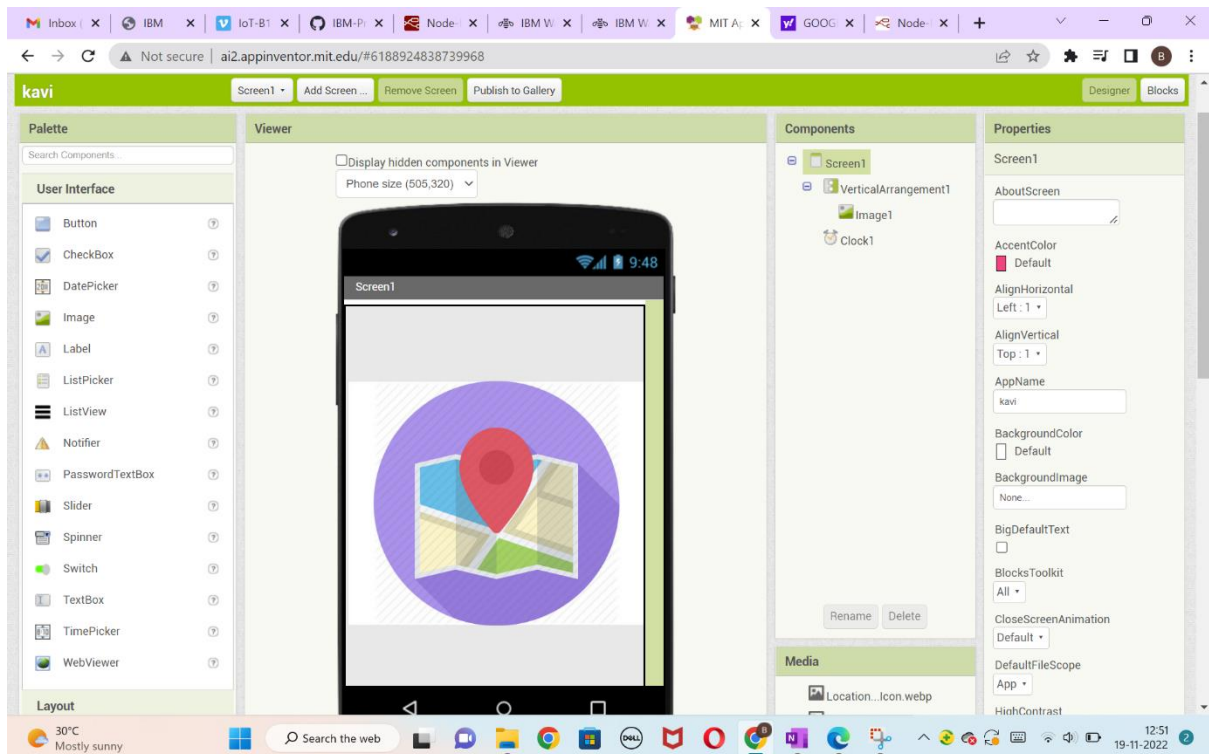 Inbox (
IBM
IoT-B1
IBM-Pr
Node-
IBM W
IBM W
MIT Ap
GOOG
Node-
Not secure
ai2.appinventor.mit.edu/#6188924838739968
B
kavi
Screen1
Add Screen ...
Remove Screen
Publish to Gallery
Designer
Blocks
Palette
Search Components...
User Interface
Button
CheckBox
DatePicker
Image
Label
ListPicker
ListView
Notifier
PasswordTextBox
Slider
Spinner
Switch
TextBox
TimePicker
WebViewer
Layout
Viewer
Display hidden components in Viewer
Phone size (505,320)
9:48
Screen1
Components
Screen1
VerticalArrangement1
Image1
Clock1
Rename
Delete
Media
Location...Icon.webp
Properties
Screen1
AboutScreen
AccentColor
Default
AlignHorizontal
Left : 1
AlignVertical
Top : 1
AppName
kavi
BackgroundColor
Default
BackgroundImage
None...
BigDefaultText
BlocksToolkit
All
CloseScreenAnimation
Default
DefaultFileScope
App
HighContrast
30°C
Mostly sunny
Search the web
DELL
12:51
19-11-2022
2